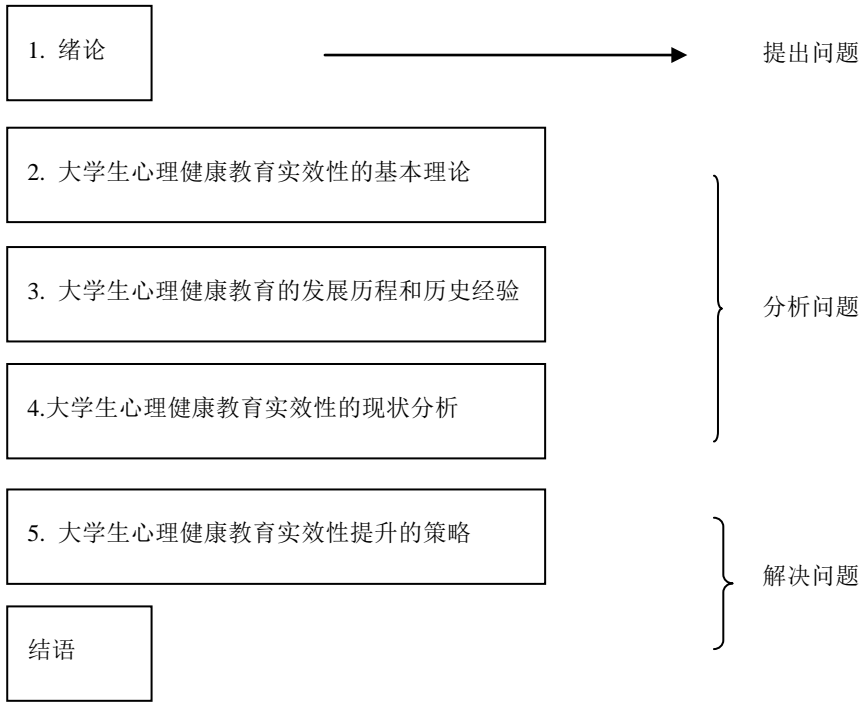 1. 绪论
提出问题
2. 大学生心理健康教育实效性的基本理论
3. 大学生心理健康教育的发展历程和历史经验
分析问题
4.大学生心理健康教育实效性的现状分析
5. 大学生心理健康教育实效性提升的策略
解决问题
结语